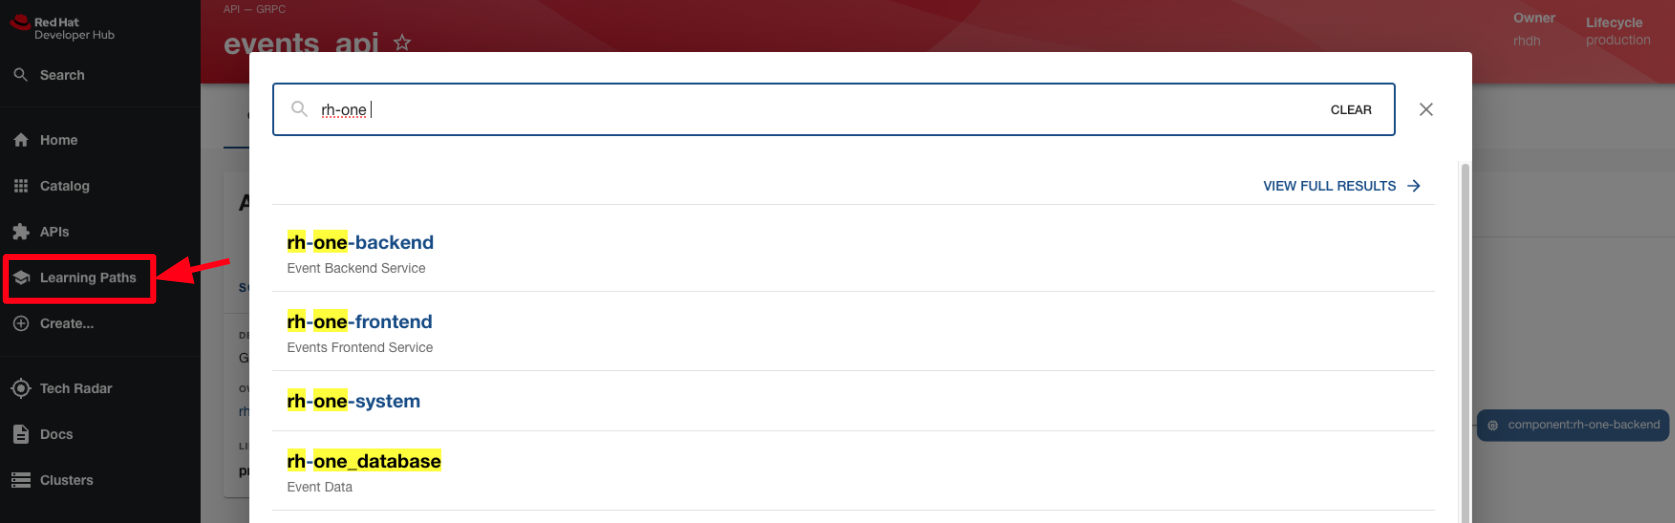 Red Hat
Developer Hub
Search
Home
Catalog
APIs
Learning Paths
Create...
Tech Radar
Docs
Clusters
API — GRPC
events_api
Owner
rhdh
Lifecycle
production
rh-one
CLEAR
VIEW FULL RESULTS
rh-one-backend
Event Backend Service
rh-one-frontend
Events Frontend Service
rh-one-system
rh-one_database
Event Data
component:rh-one-backend